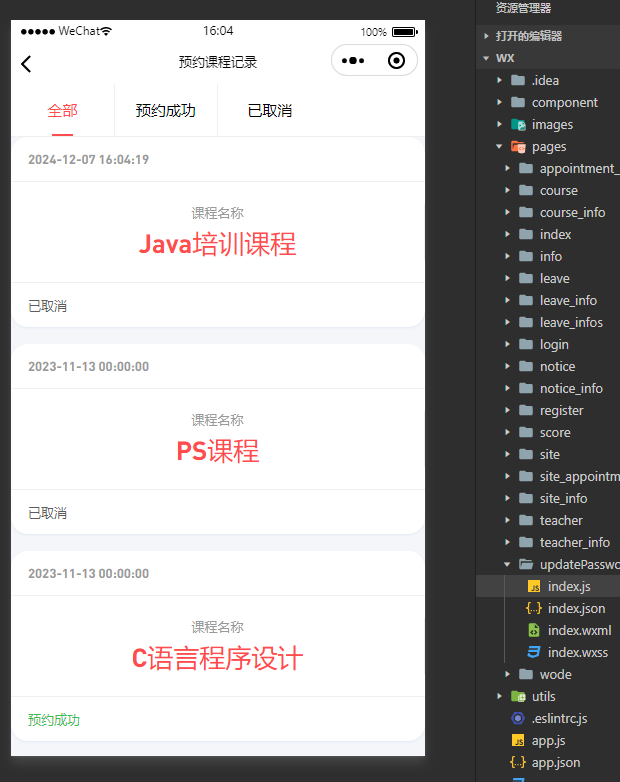 WeChat 16:04 100%
预约课程记录
全部 预约成功 已取消
2024-12-07 16:04:19
课程名称
Java培训课程
已取消
2023-11-13 00:00:00
课程名称
PS课程
已取消
2023-11-13 00:00:00
课程名称
C语言程序设计
预约成功
资源管理器
打开的编辑器
WX
.idea
component
images
pages
appointment_
course
course_info
index
info
leave
leave_info
leave_infos
login
notice
notice_info
register
score
site
site_appointm
site_info
teacher
teacher_info
updatePasswo
JS index.js
{..} index.json
index.wxml
index.wxss
wode
utils
.eslintrc.js
JS app.js
{..} app.json